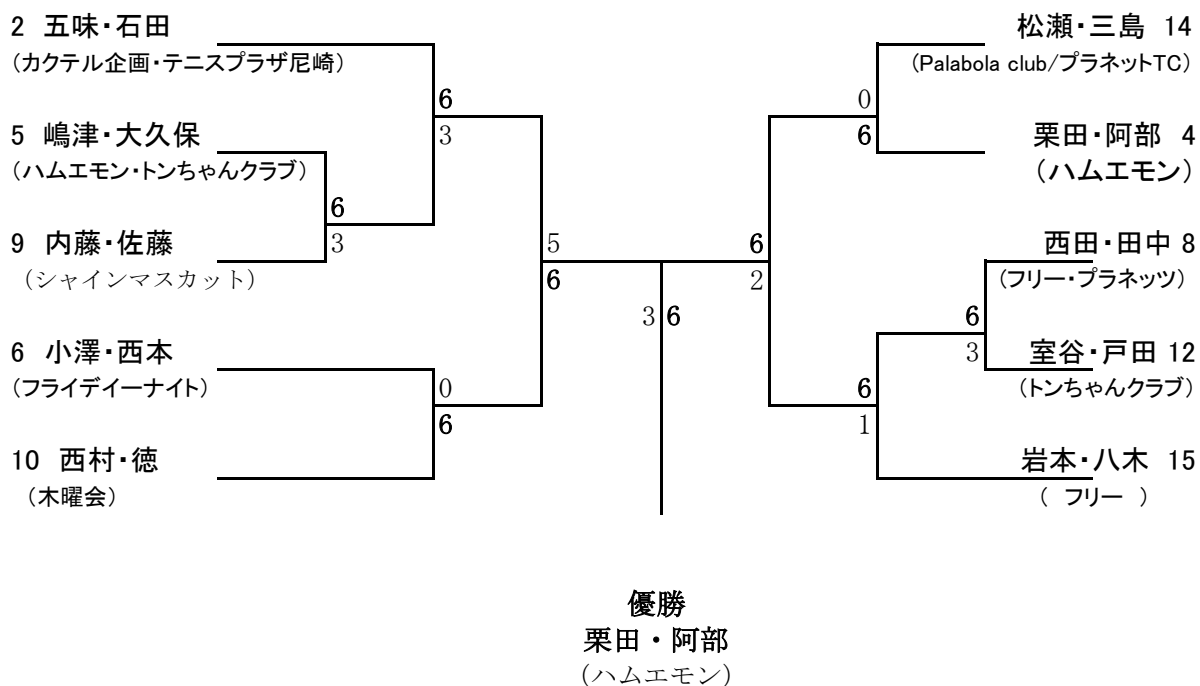 2 五味・石田
(カクテル企画・テニスプラザ尼崎)
5 嶋津・大久保
(ハムエモン・トンちゃんクラブ)
9 内藤・佐藤
(シャインマスカット)
6 小澤・西本
(フライデイーナイト)
10 西村・徳
(木曜会)
6
3
6
3
0
6
5
6
3 6
6
2
0
6
6
1
6
3
松瀬・三島 14
(Palabola club/プラネットTC)
栗田・阿部 4
(ハムエモン)
西田・田中 8
(フリー・プラネッツ)
室谷・戸田 12
(トンちゃんクラブ)
岩本・八木 15
( フリー )
優勝
栗田・阿部
(ハムエモン)